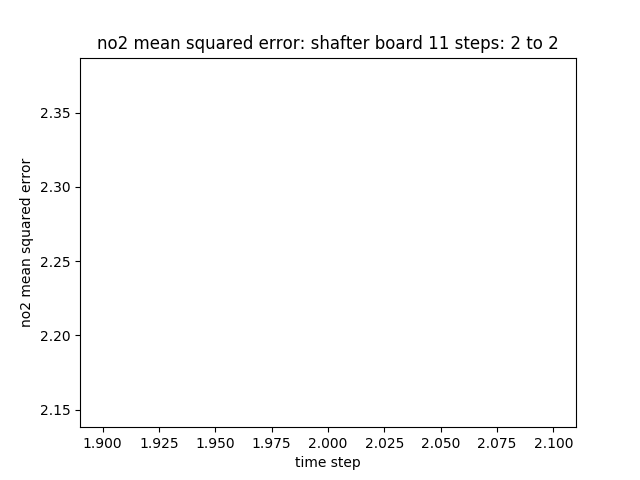 no2 mean squared error: shafter board 11 steps: 2 to 2
2.35
2.30
2.25
2.20
2.15
no2 mean squared error
1.900 1.925 1.950 1.975 2.000 2.025 2.050 2.075 2.100
time step